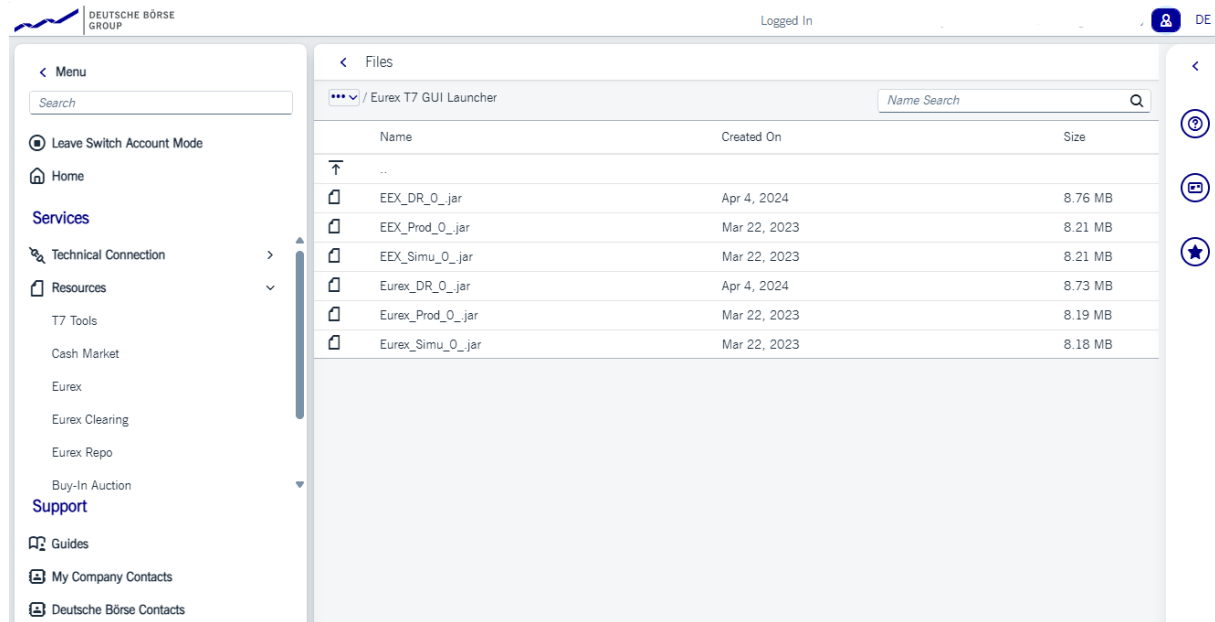 DEUTSCHE BÖRSE
GROUP
Logged In
DE
Menu
Search
Leave Switch Account Mode
Home
Services
Technical Connection
Resources
T7 Tools
Cash Market
Eurex
Eurex Clearing
Eurex Repo
Buy-In Auction
Support
Guides
My Company Contacts
Deutsche Börse Contacts
Files
••• / Eurex T7 GUI Launcher
Name Search
Name Created On Size
..
EEX_DR_0_.jar Apr 4, 2024 8.76 MB
EEX_Prod_0_.jar Mar 22, 2023 8.21 MB
EEX_Simu_0_.jar Mar 22, 2023 8.21 MB
Eurex_DR_0_.jar Apr 4, 2024 8.73 MB
Eurex_Prod_0_.jar Mar 22, 2023 8.19 MB
Eurex_Simu_0_.jar Mar 22, 2023 8.18 MB